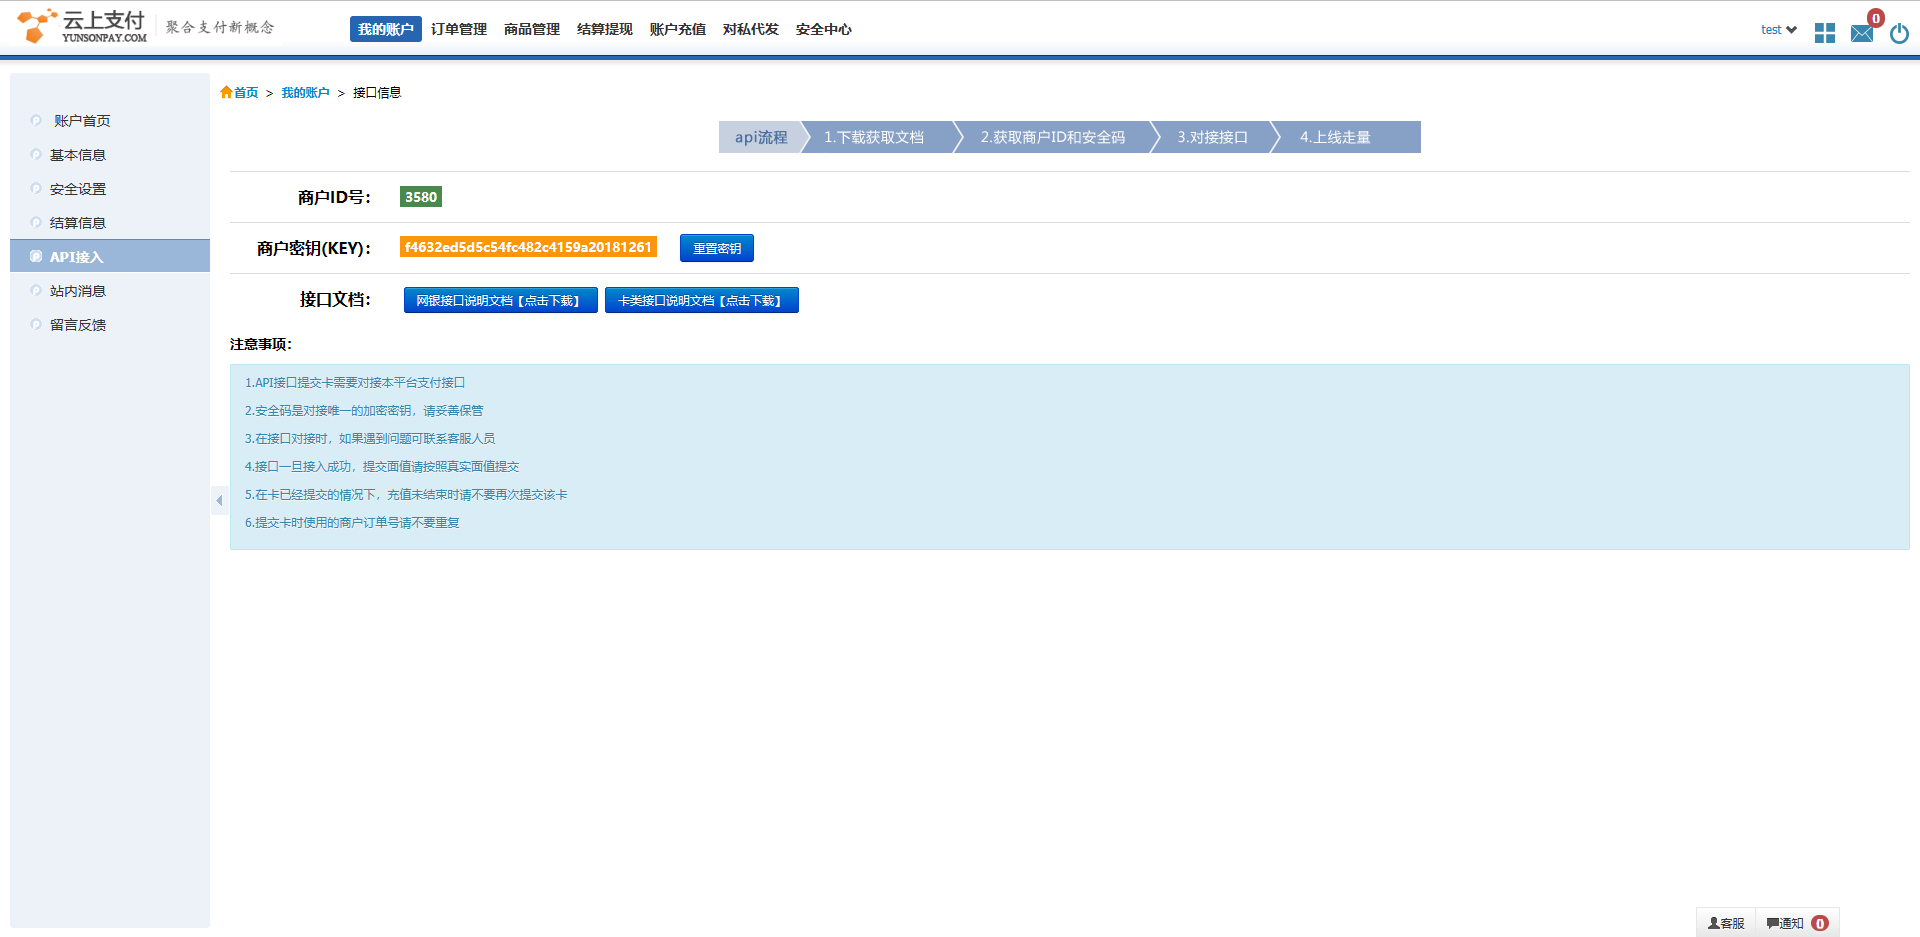 云上支付
YUNSONPAY.COM
聚合支付新概念
我的账户 订单管理 商品管理 结算提现 账户充值 对私代发 安全中心
test
0
账户首页
基本信息
安全设置
结算信息
API接入
站内消息
留言反馈
首页 > 我的账户 > 接口信息
api流程 1.下载获取文档 2.获取商户ID和安全码 3.对接接口 4.上线走量
商户ID号： 3580
商户密钥(KEY)： f4632ed5d5c54fc482c4159a20181261 重置密钥
接口文档： 网银接口说明文档【点击下载】 卡类接口说明文档【点击下载】
注意事项：
1.API接口提交卡需要对接本平台支付接口
2.安全码是对接唯一的加密密钥，请妥善保管
3.在接口对接时，如果遇到问题可联系客服人员
4.接口一旦接入成功，提交面值请按照真实面值提交
5.在卡已经提交的情况下，充值未结束时请不要再次提交该卡
6.提交卡时使用的商户订单号请不要重复
客服 通知 0